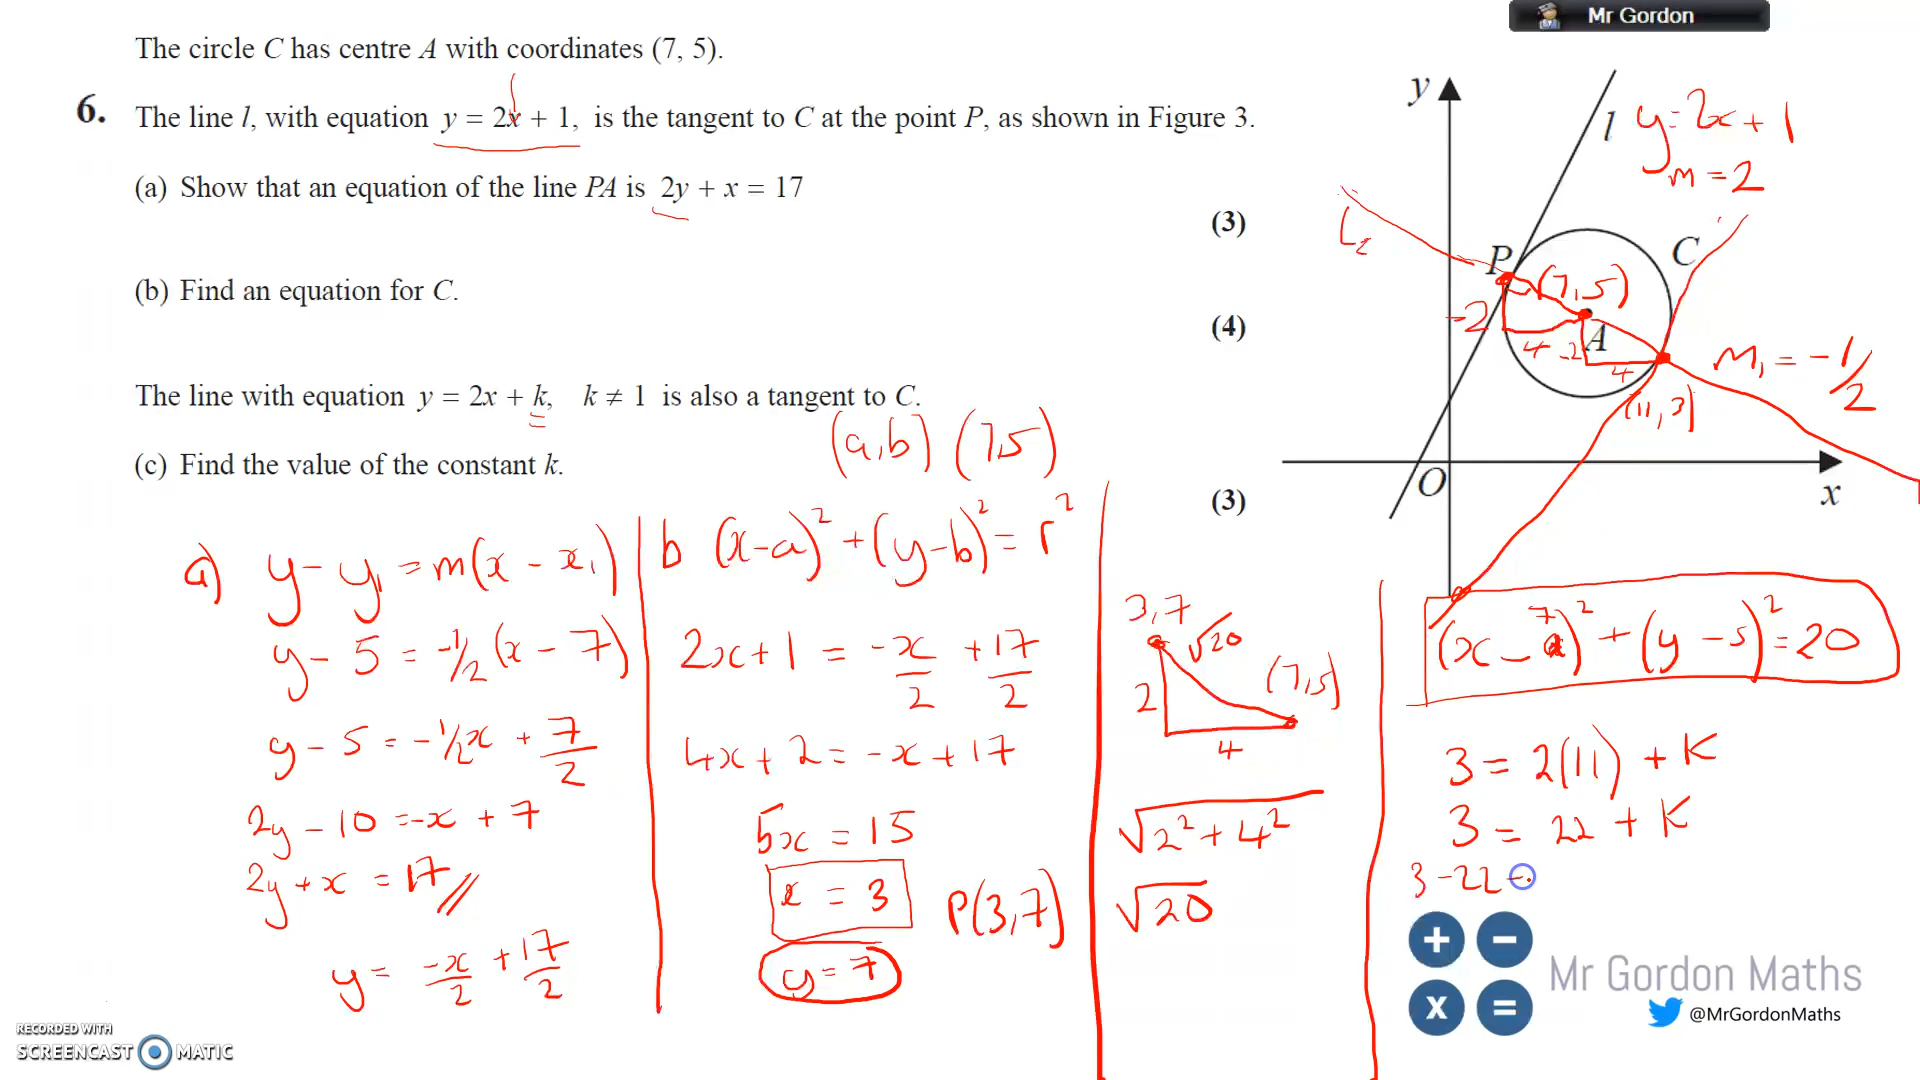 Mr Gordon
The circle C has centre A with coordinates (7, 5).
6.
The line l, with equation y = 2x + 1, is the tangent to C at the point P, as shown in Figure 3.
(a) Show that an equation of the line PA is 2y + x = 17
(3)
(b) Find an equation for C.
(4)
The line with equation y = 2x + k, k ≠ 1 is also a tangent to C.
(c) Find the value of the constant k.
(3)
y
l
y = 2x + 1
m = 2
L₂
P
C
(7,5)
-2
A
4
-2
4
m₁ = -1/2
(11,3)
O
x
(a,b) (7,5)
a) y - y₁ = m(x - x₁)
y - 5 = -1/2 (x - 7)
y - 5 = -1/2x + 7/2
2y - 10 = -x + 7
2y + x = 17 //
y = -x/2 + 17/2
b (x-a)² + (y-b)² = r²
2x + 1 = -x/2 + 17/2
4x + 2 = -x + 17
5x = 15
x = 3
P(3,7)
y = 7
3,7
√20
(7,5)
2
4
√2² + 4²
√20
(x - 7)² + (y - 5)² = 20
3 = 2(11) + K
3 = 22 + K
3 - 22 =
+ −
x =
Mr Gordon Maths
@MrGordonMaths
RECORDED WITH
SCREENCAST MATIC